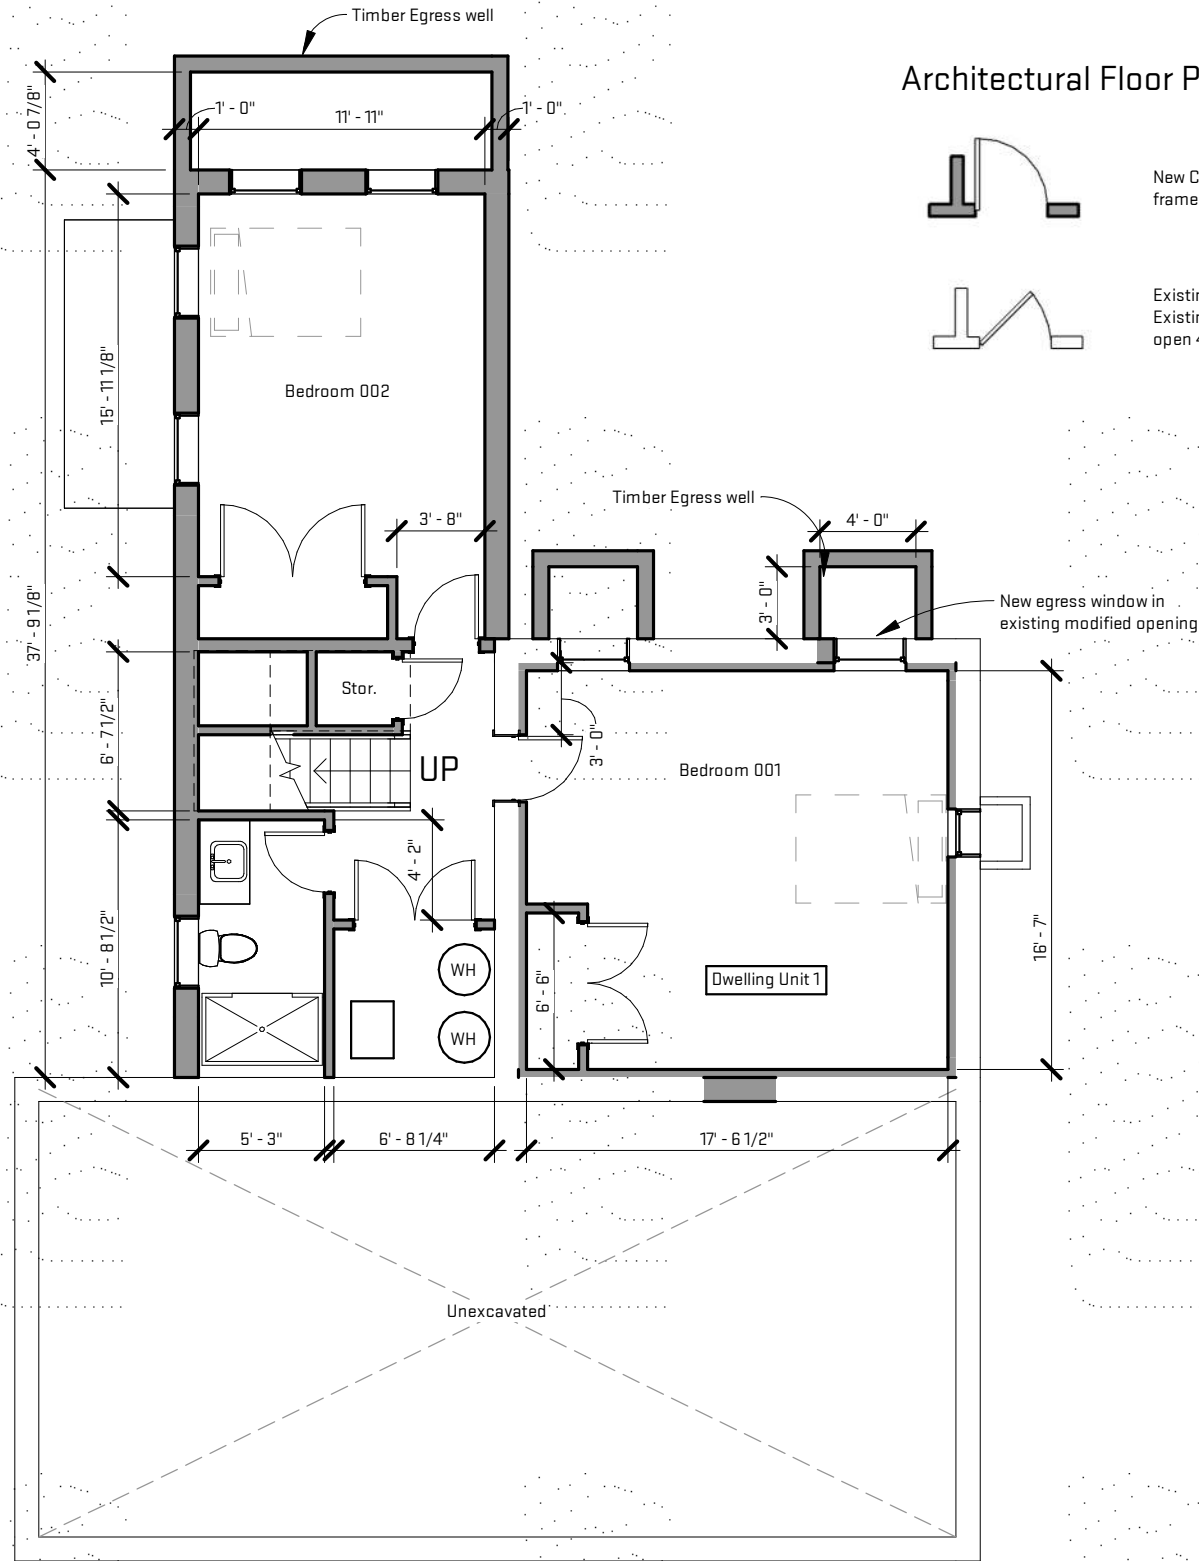 Timber Egress well
Architectural Floor P
4' - 0 7/8"
1' - 0"
11' - 11"
1' - 0"
New C
frame
Existin
Existin
open 4
15' - 11 1/8"
Bedroom 002
Timber Egress well
3' - 8"
4' - 0"
3' - 0"
New egress window in
existing modified opening
37' - 9 1/8"
Stor.
6' - 7 1/2"
UP
3' - 0"
Bedroom 001
4' - 2"
10' - 8 1/2"
16' - 7"
WH
6' - 6"
Dwelling Unit 1
WH
5' - 3"
6' - 8 1/4"
17' - 6 1/2"
Unexcavated